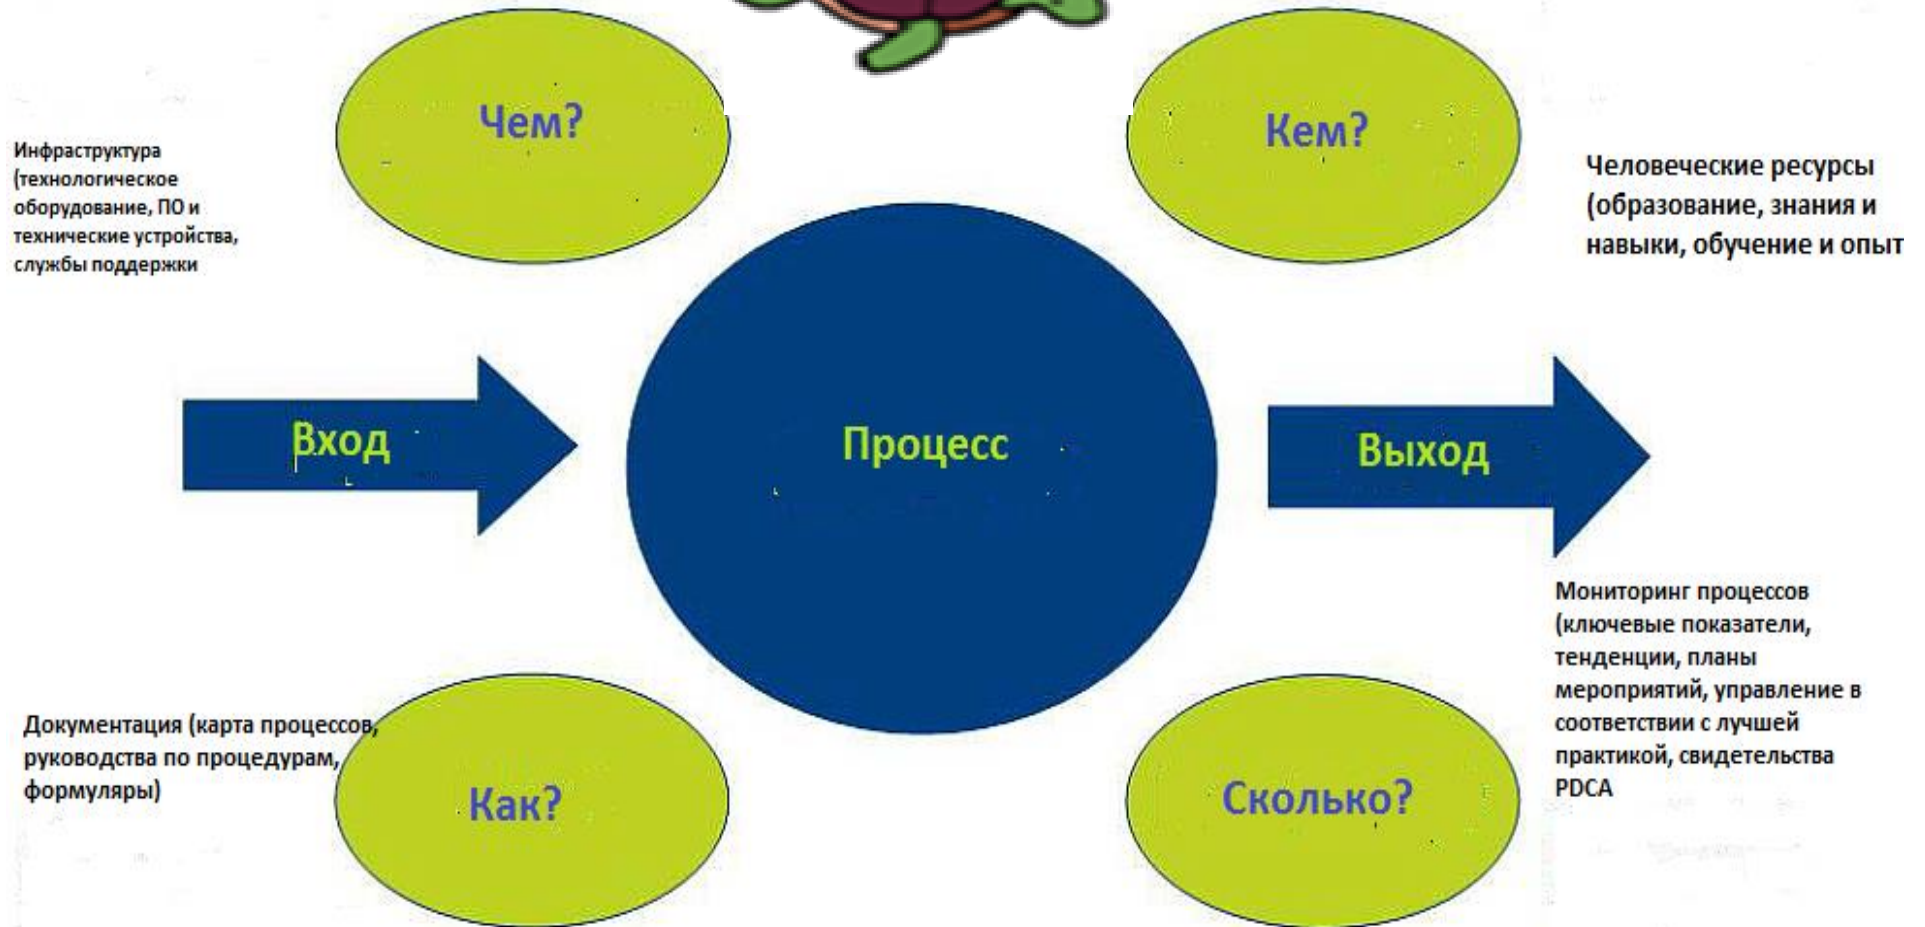 Чем?
Кем?
Инфраструктура
(технологическое
оборудование, ПО и
технические устройства,
службы поддержки
Человеческие ресурсы
(образование, знания и
навыки, обучение и опыт
Вход
Процесс
Выход
Документация (карта процессов,
руководства по процедурам,
формуляры)
Как?
Сколько?
Мониторинг процессов
(ключевые показатели,
тенденции, планы
мероприятий, управление в
соответствии с лучшей
практикой, свидетельства
PDCA